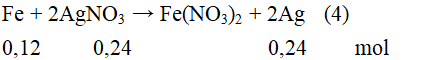 Fe + 2AgNO₃ → Fe(NO₃)₂ + 2Ag (4)
0,12 0,24 0,24 mol